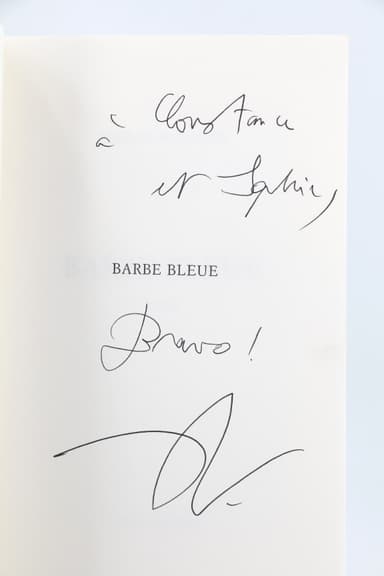 à Constance
et Sophie,
BARBE BLEUE
Bravo !